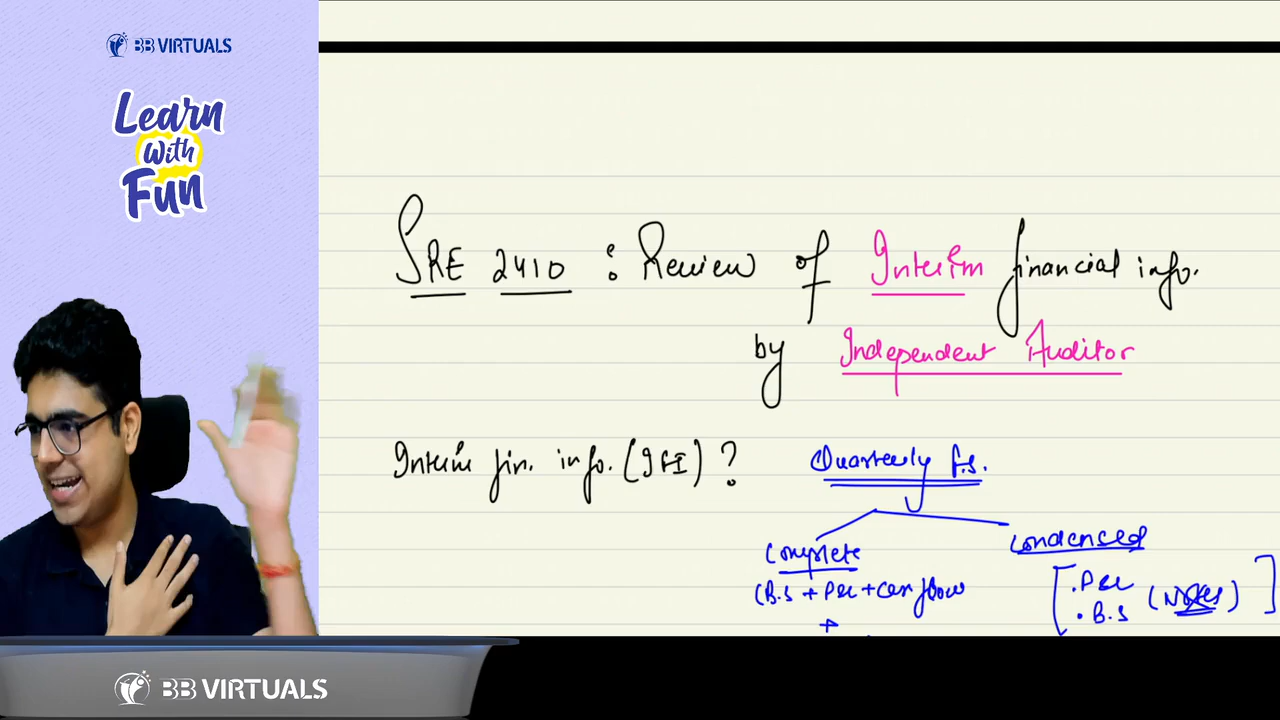 BB VIRTUALS
Learn
With
Fun
SRE 2410 : Review of Interim financial info.
by Independent Auditor
Interim fin. info. (IFI) ?
Quarterly f.s.
Complete
Condensed
(B.S + P&L + Cash flow
+
[ . P&L
• B.S (Notes) ]
BB VIRTUALS